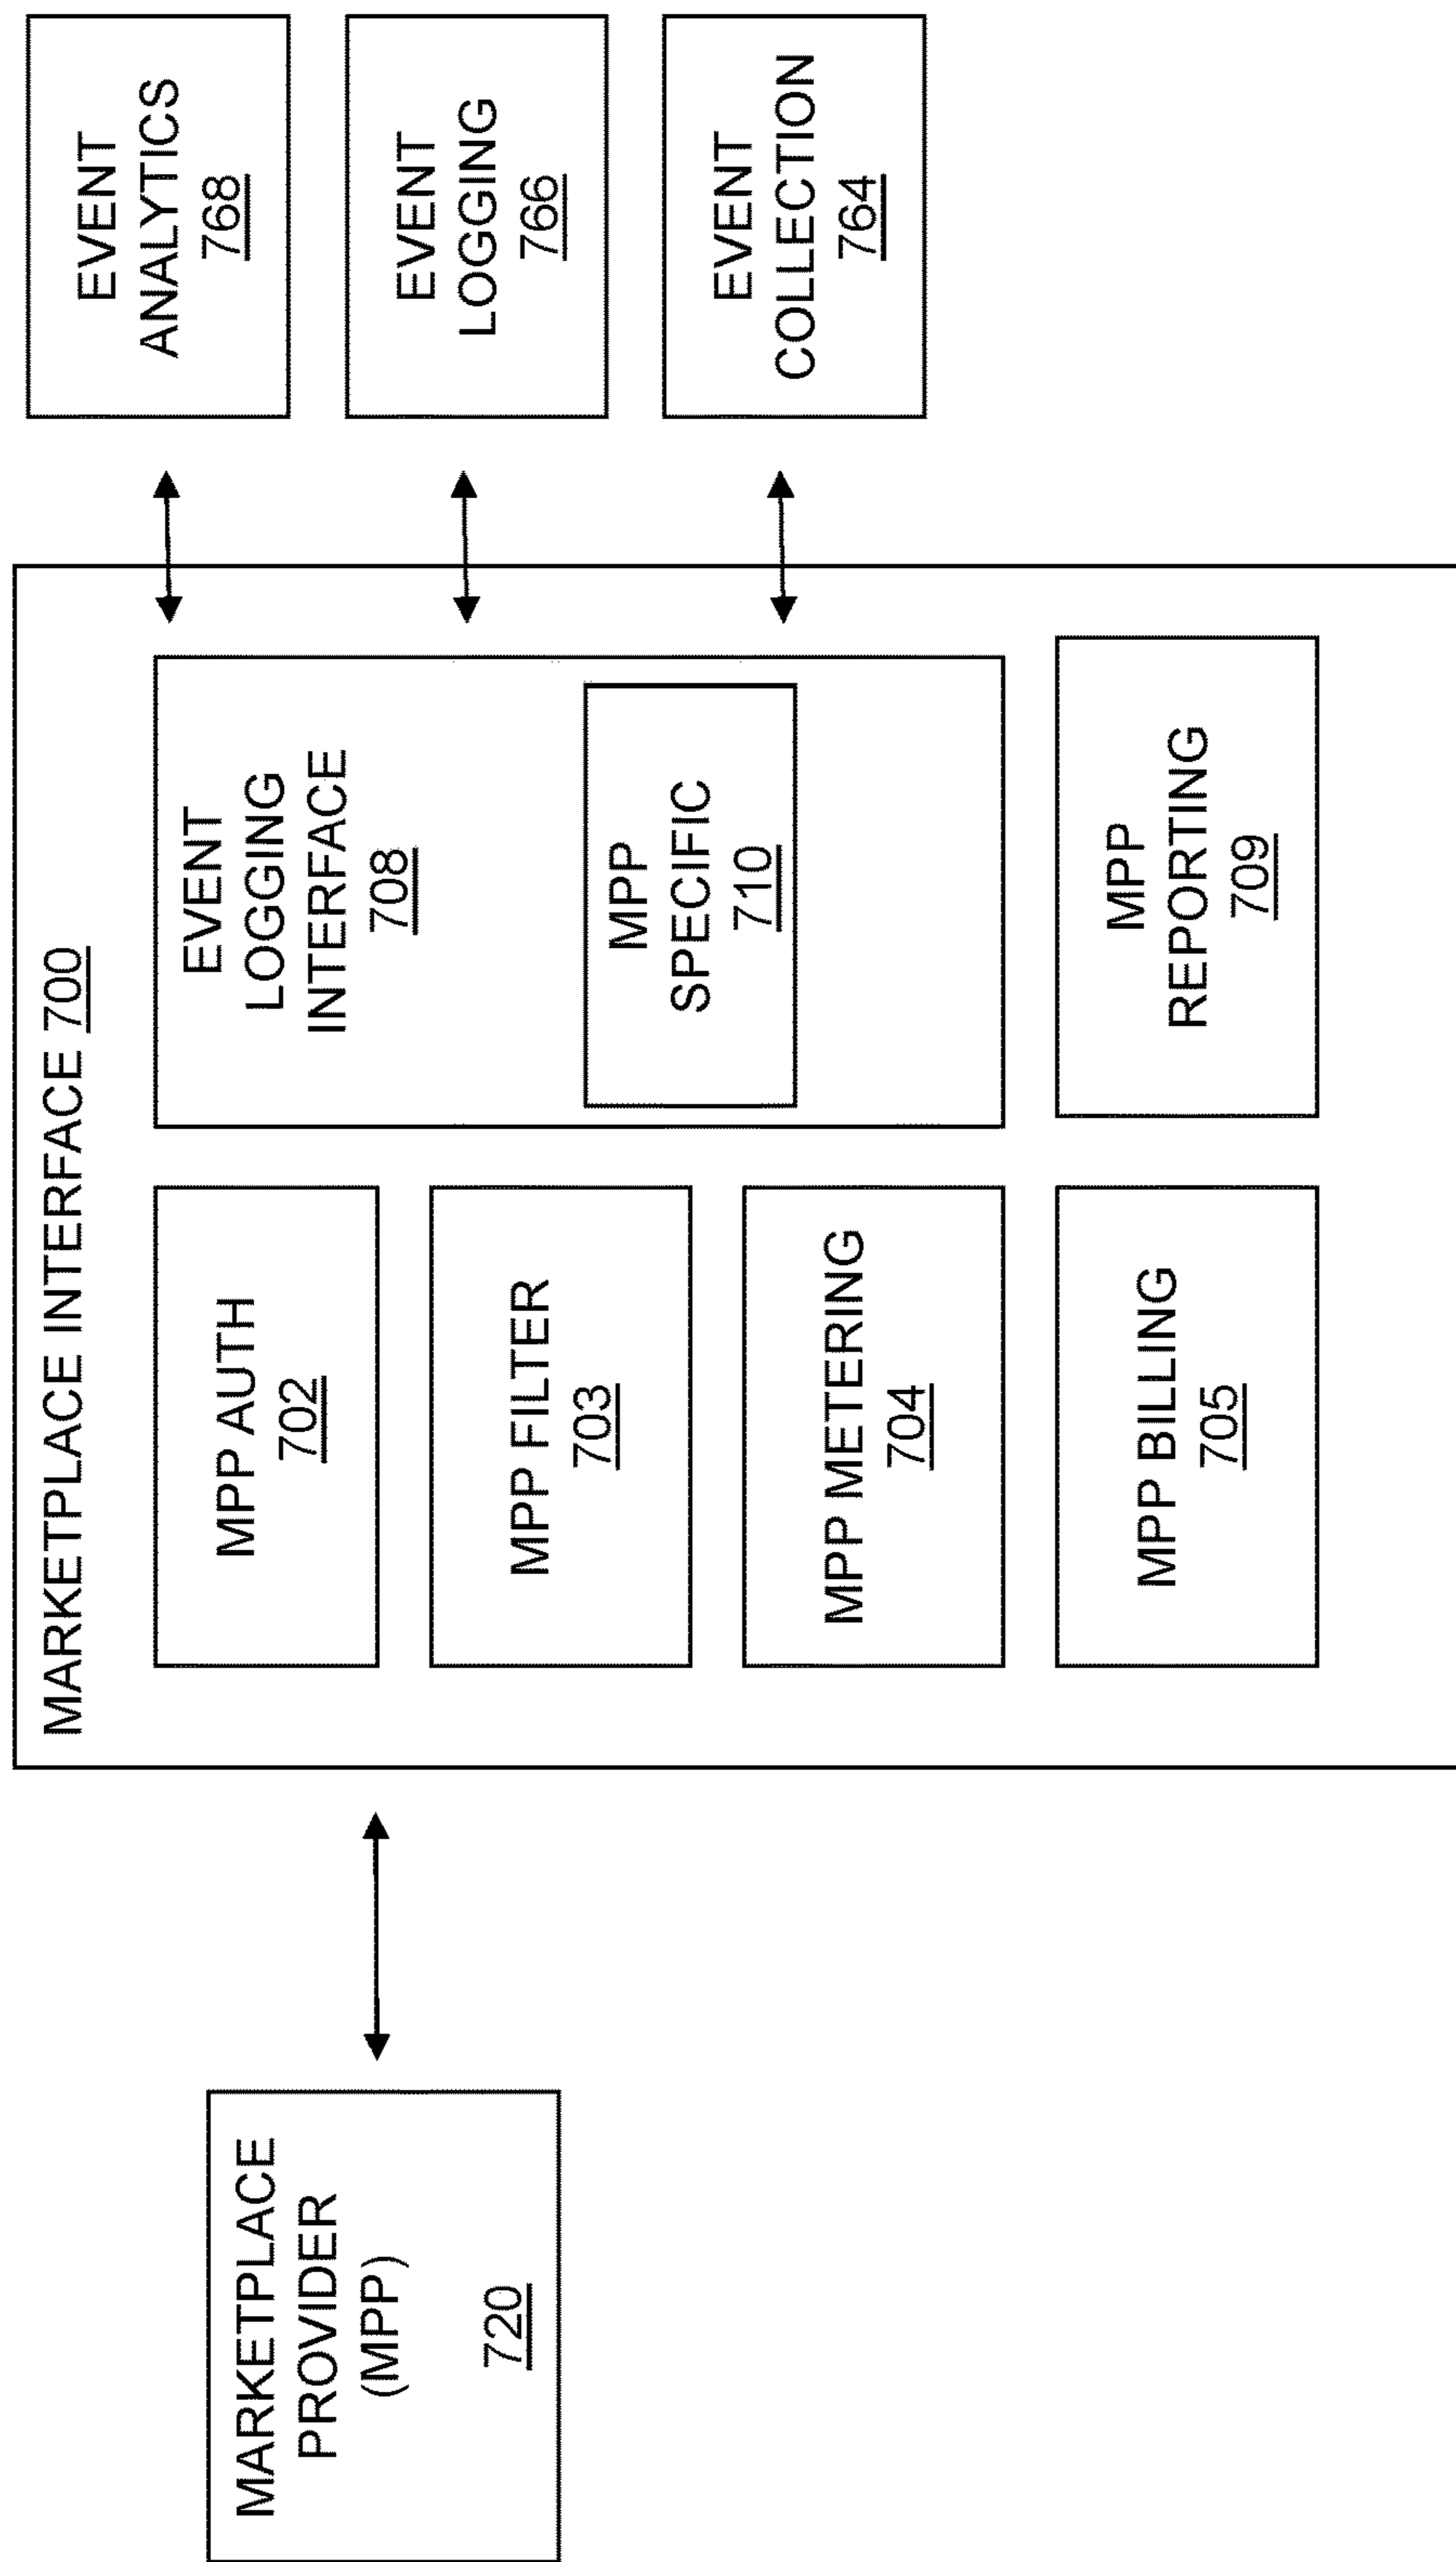 MARKETPLACE
PROVIDER
(MPP)
720
MARKETPLACE INTERFACE 700
MPP AUTH
702
MPP FILTER
703
MPP METERING
704
MPP BILLING
705
EVENT
LOGGING
INTERFACE
708
MPP
SPECIFIC
710
MPP
REPORTING
709
EVENT
ANALYTICS
768
EVENT
LOGGING
766
EVENT
COLLECTION
764